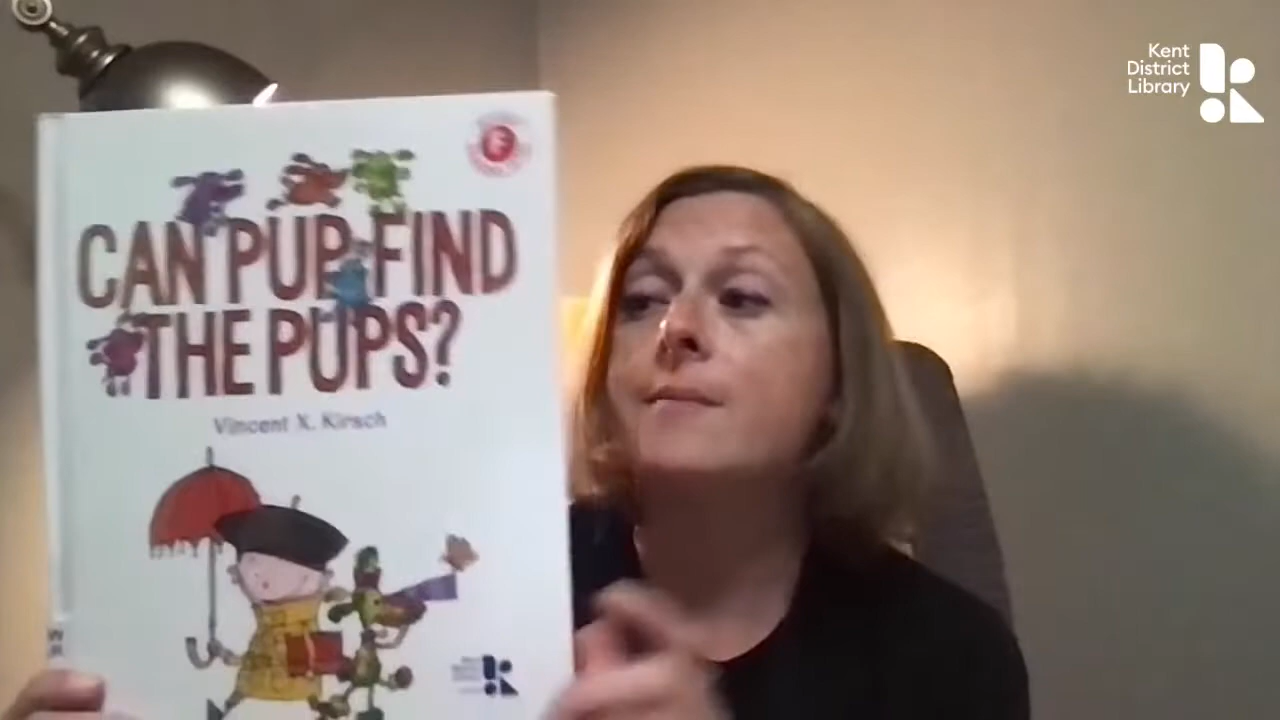 Kent
District
Library
CAN PUP FIND
THE PUPS?
Vincent X. Kirsch